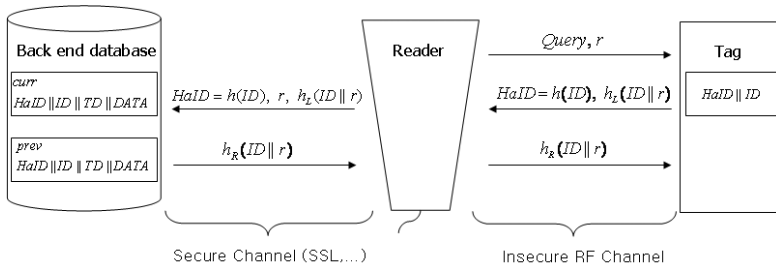 Back end database
curr
HaID || ID || TD || DATA
prev
HaID || ID || TD || DATA
HaID = h(ID), r, h_L(ID || r)
h_R(ID || r)
Secure Channel (SSL,...)
Reader
Query, r
HaID = h(ID), h_L(ID || r)
h_R(ID || r)
Insecure RF Channel
Tag
HaID || ID